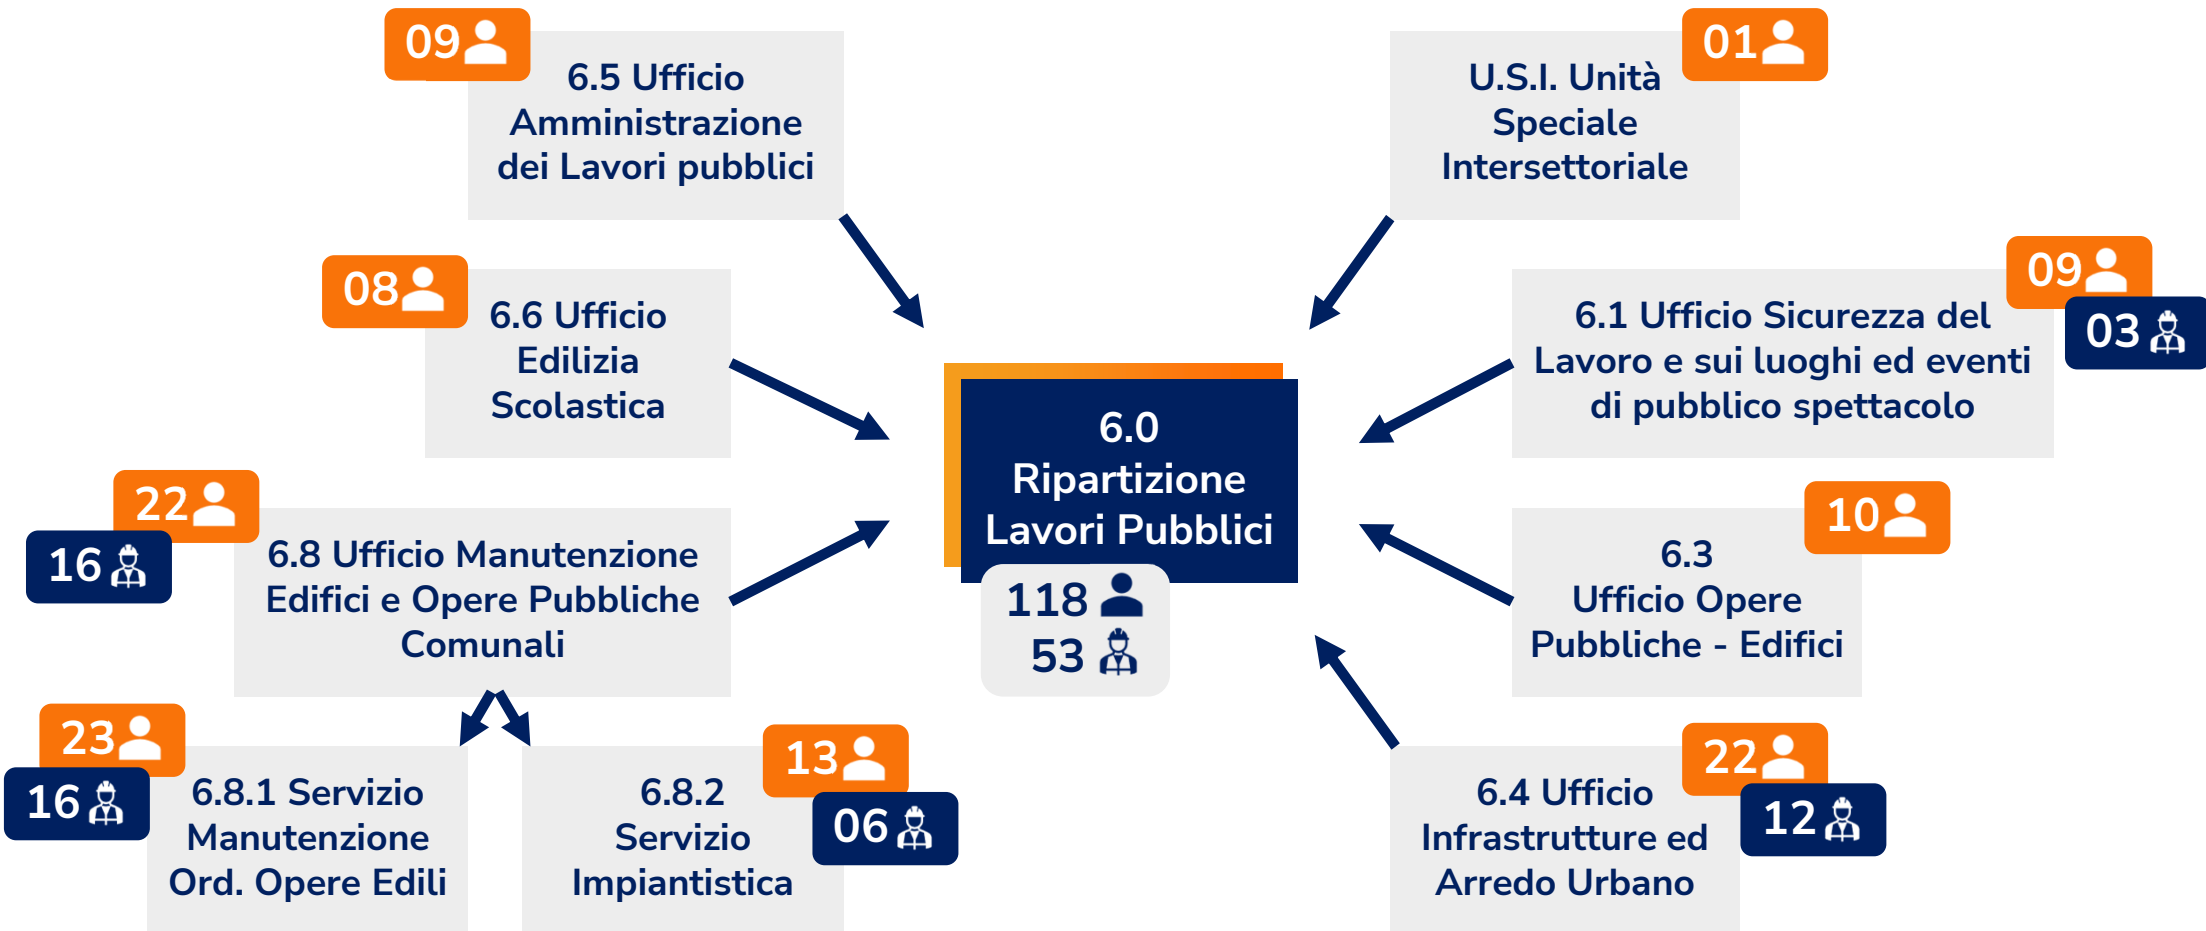 09
6.5 Ufficio
Amministrazione
dei Lavori pubblici
01
U.S.I. Unità
Speciale
Intersettoriale
08
6.6 Ufficio
Edilizia
Scolastica
09
03
6.1 Ufficio Sicurezza del
Lavoro e sui luoghi ed eventi
di pubblico spettacolo
6.0
Ripartizione
Lavori Pubblici
118
53
22
16
6.8 Ufficio Manutenzione
Edifici e Opere Pubbliche
Comunali
10
6.3
Ufficio Opere
Pubbliche - Edifici
23
16
6.8.1 Servizio
Manutenzione
Ord. Opere Edili
13
06
6.8.2
Servizio
Impiantistica
22
12
6.4 Ufficio
Infrastrutture ed
Arredo Urbano